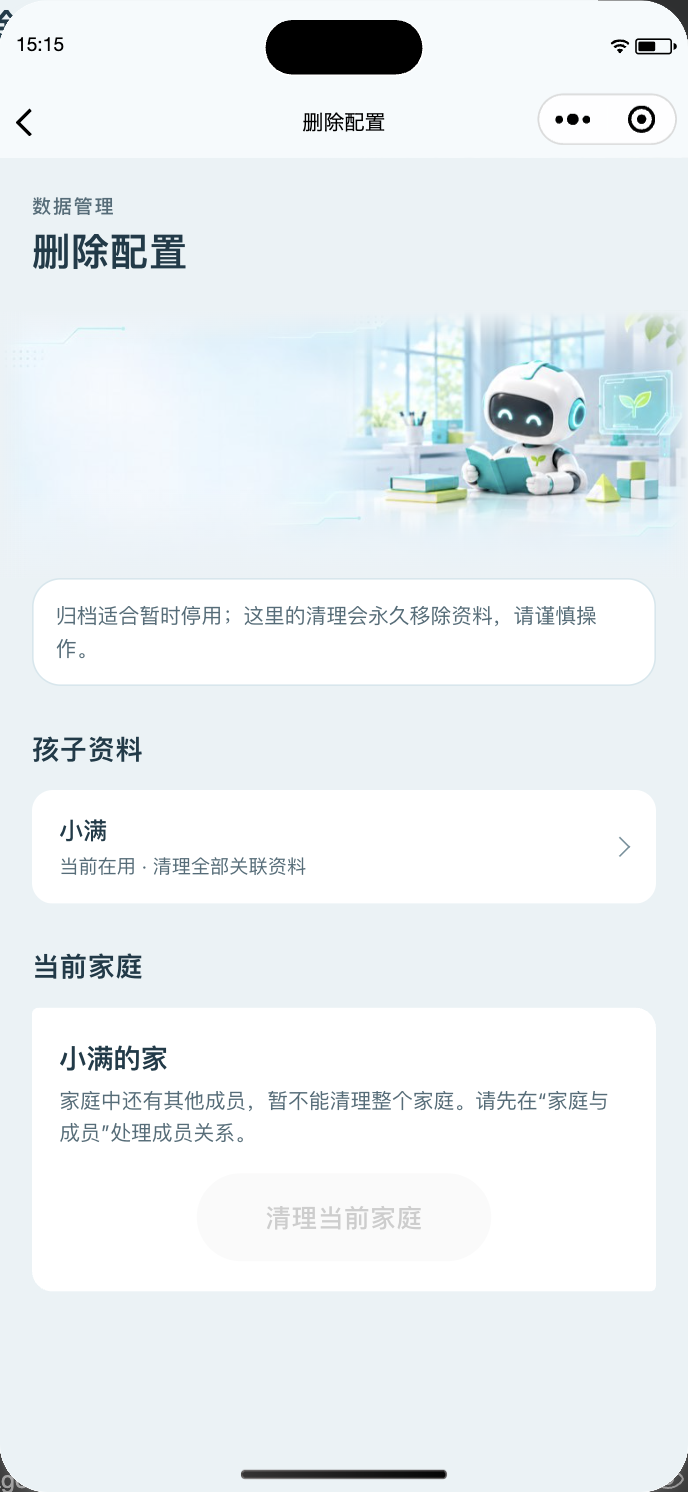 15:15
删除配置
数据管理
删除配置
归档适合暂时停用；这里的清理会永久移除资料，请谨慎操
作。
孩子资料
小满
当前在用 · 清理全部关联资料
当前家庭
小满的家
家庭中还有其他成员，暂不能清理整个家庭。请先在“家庭与
成员”处理成员关系。
清理当前家庭